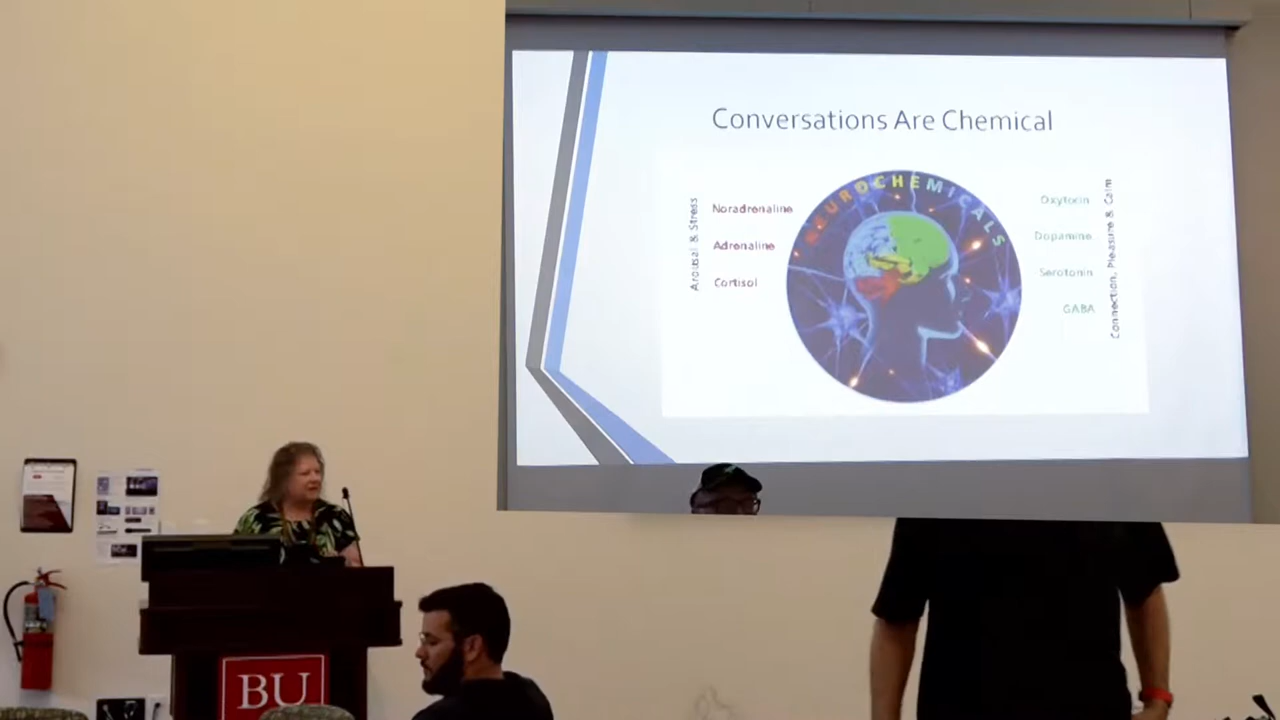 Conversations Are Chemical
Arousal & Stress
Noradrenaline
Adrenaline
Cortisol
NEUROCHEMICALS
Oxytocin
Dopamine
Serotonin
GABA
Connection, Pleasure & Calm
BU